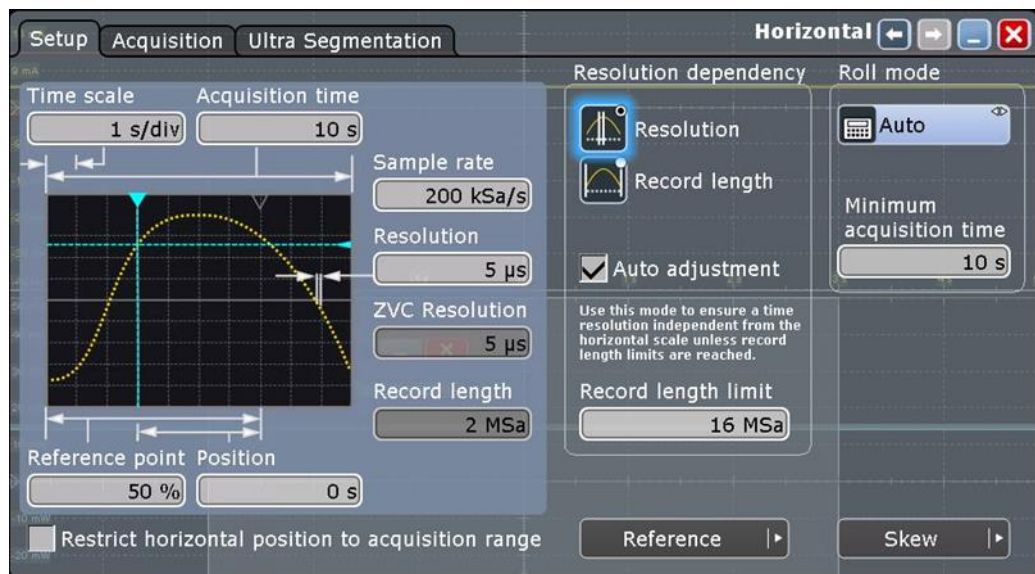 Setup
Acquisition
Ultra Segmentation
Horizontal
Time scale
Acquisition time
1 s/div
10 s
Sample rate
200 kSa/s
Resolution
5 µs
ZVC Resolution
5 µs
Record length
2 MSa
Reference point
Position
50 %
0 s
Restrict horizontal position to acquisition range
Resolution dependency
Resolution
Record length
Auto adjustment
Use this mode to ensure a time
resolution independent from the
horizontal scale unless record
length limits are reached.
Record length limit
16 MSa
Reference
Roll mode
Auto
Minimum
acquisition time
10 s
Skew
-10 mW
-20 mW